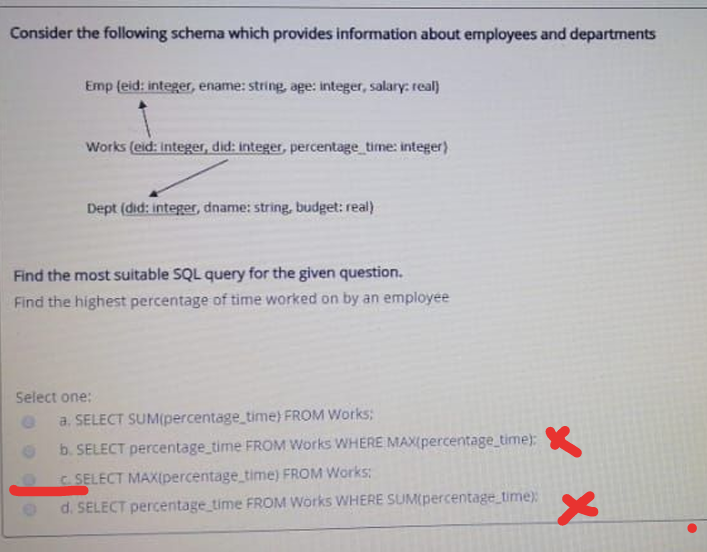 Consider the following schema which provides information about employees and departments
Emp (eid: integer, ename: string, age: integer, salary: real)
Works (eid: integer, did: integer, percentage_time: integer)
Dept (did: integer, dname: string, budget: real)
Find the most suitable SQL query for the given question.
Find the highest percentage of time worked on by an employee
Select one:
a. SELECT SUM(percentage_time) FROM Works;
b. SELECT percentage_time FROM Works WHERE MAX(percentage_time);
c. SELECT MAX(percentage_time) FROM Works;
d. SELECT percentage_time FROM Works WHERE SUM(percentage_time);